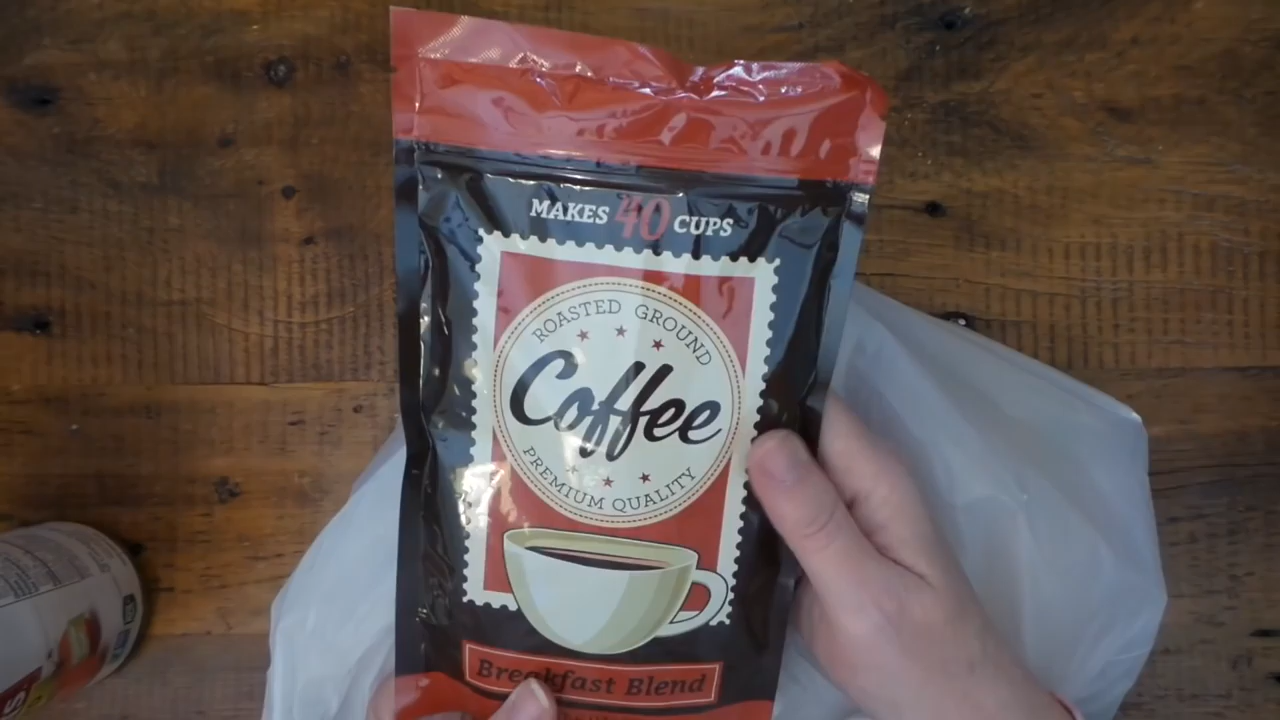 MAKES 40 CUPS
ROASTED GROUND
Coffee
PREMIUM QUALITY
Breakfast Blend